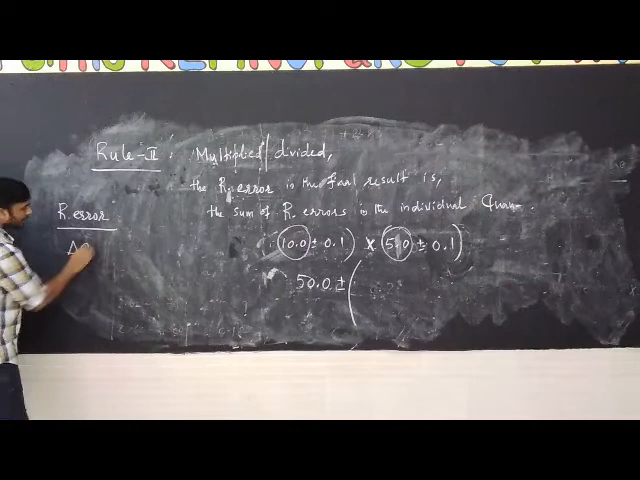 Rule-II : Multiplied / divided,
the R. error in the final result is,
the sum of R. errors in the individual Quan-
R. error
(10.0 ± 0.1) × (5.0 ± 0.1)
50.0 ± (